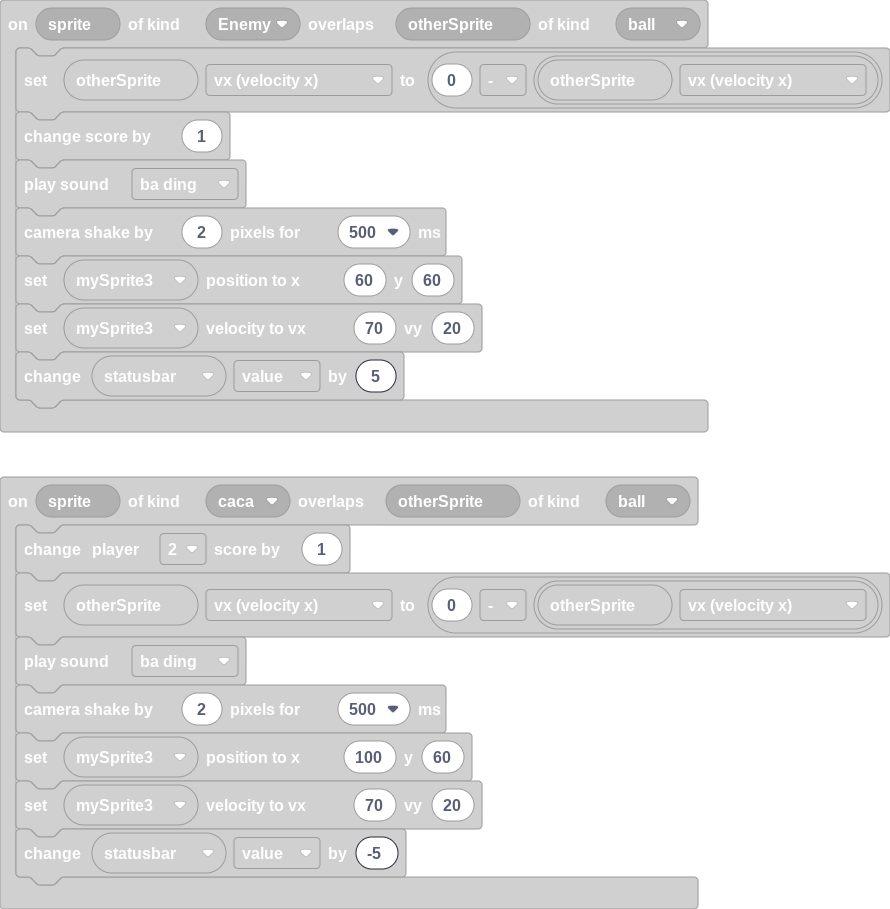 on sprite of kind Enemy overlaps otherSprite of kind ball
set otherSprite vx (velocity x) to 0 - otherSprite vx (velocity x)
change score by 1
play sound ba ding
camera shake by 2 pixels for 500 ms
set mySprite3 position to x 60 y 60
set mySprite3 velocity to vx 70 vy 20
change statusbar value by 5
on sprite of kind caca overlaps otherSprite of kind ball
change player 2 score by 1
set otherSprite vx (velocity x) to 0 - otherSprite vx (velocity x)
play sound ba ding
camera shake by 2 pixels for 500 ms
set mySprite3 position to x 100 y 60
set mySprite3 velocity to vx 70 vy 20
change statusbar value by -5